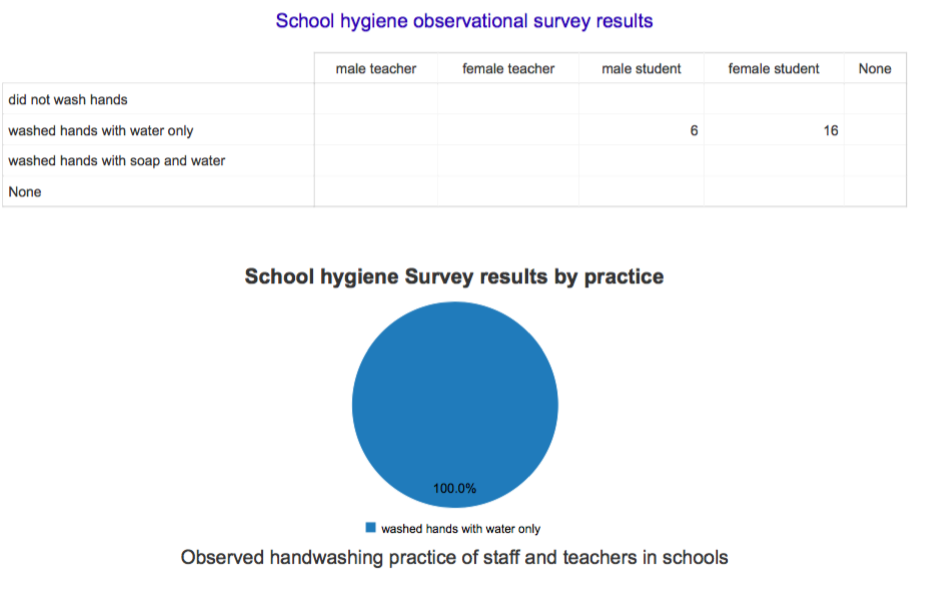 School hygiene observational survey results
male teacher female teacher male student female student None
did not wash hands
washed hands with water only 6 16
washed hands with soap and water
None
School hygiene Survey results by practice
100.0%
washed hands with water only
Observed handwashing practice of staff and teachers in schools